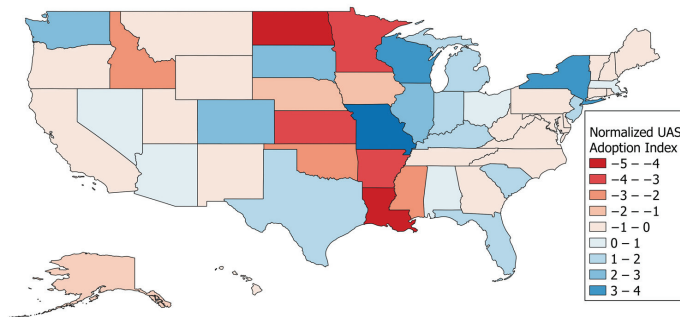 Normalized UAS
Adoption Index
−5 – −4
−4 – −3
−3 – −2
−2 – −1
−1 – 0
0 – 1
1 – 2
2 – 3
3 – 4